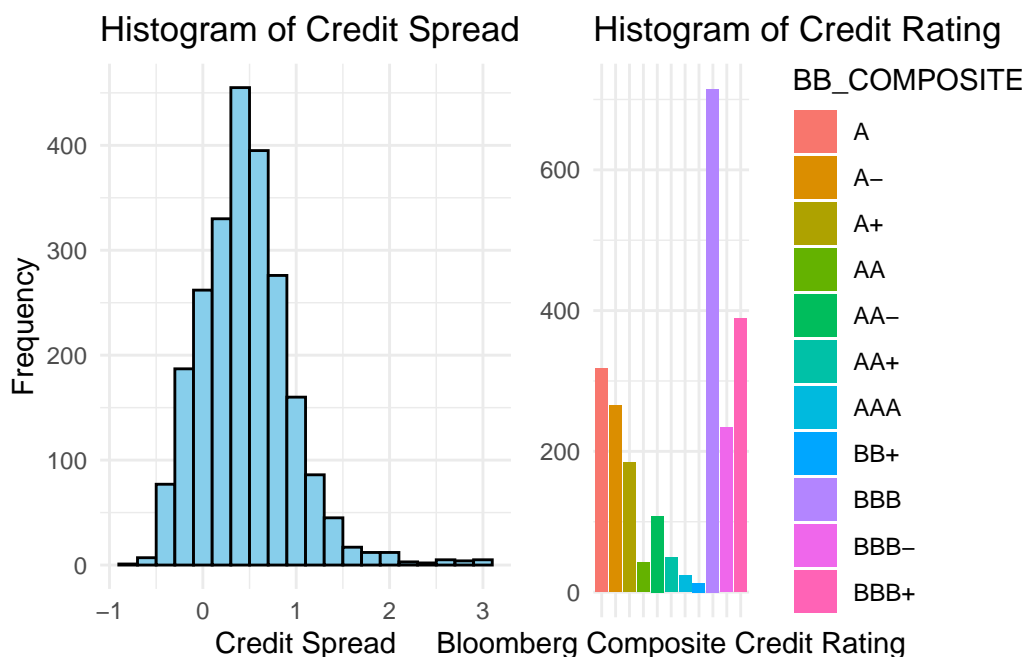 Histogram of Credit Spread
Frequency
400
300
200
100
0
−1
0
1
2
3
Credit Spread
Histogram of Credit Rating
600
400
200
0
Bloomberg Composite Credit Rating
BB_COMPOSITE
A
A−
A+
AA
AA−
AA+
AAA
BB+
BBB
BBB−
BBB+